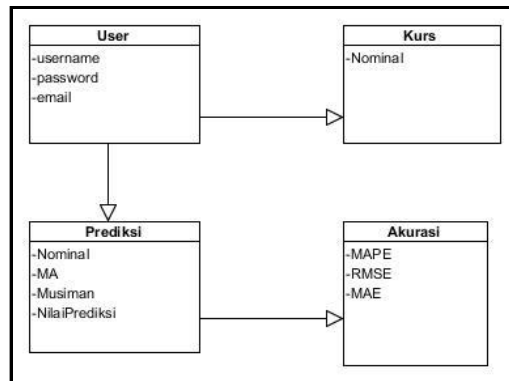 User
-username
-password
-email
Kurs
-Nominal
Prediksi
-Nominal
-MA
-Musiman
-NilaiPrediksi
Akurasi
-MAPE
-RMSE
-MAE